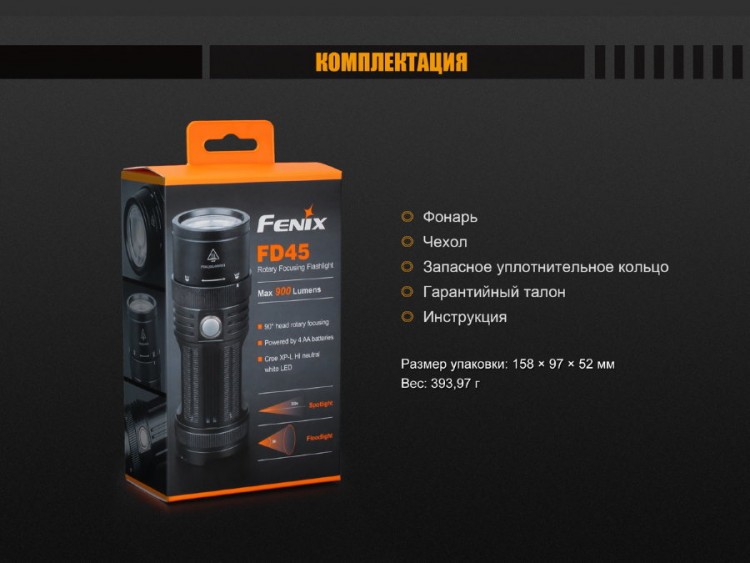 КОМПЛЕКТАЦИЯ
FENIX
FD45
Rotary Focusing Flashlight
Max 900 Lumens
90° head rotary focusing
Powered by 4 AA batteries
Cree XP-L HI neutral
white LED
Spotlight
Floodlight
Фонарь
Чехол
Запасное уплотнительное кольцо
Гарантийный талон
Инструкция
Размер упаковки: 158 × 97 × 52 мм
Вес: 393,97 г